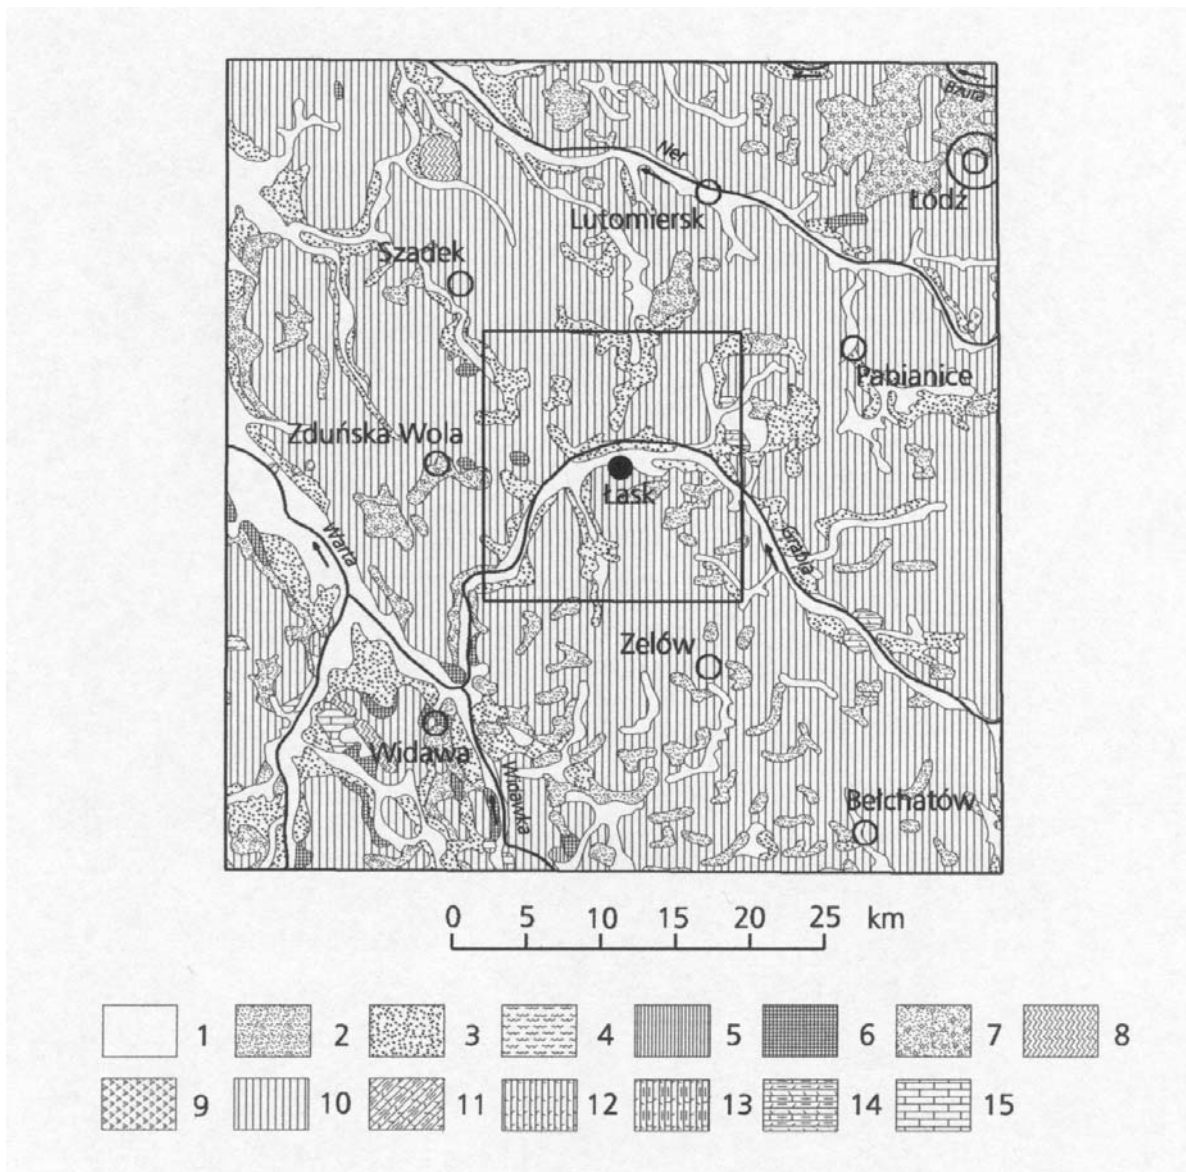 Bzura
Ner
Łódź
Lutomiersk
Szadek
Pabianice
Zduńska Wola
Łask
Warta
Grabia
Zelów
Widawa
Widawka
Bełchatów
0 5 10 15 20 25 km
1 2 3 4 5 6 7 8
9 10 11 12 13 14 15